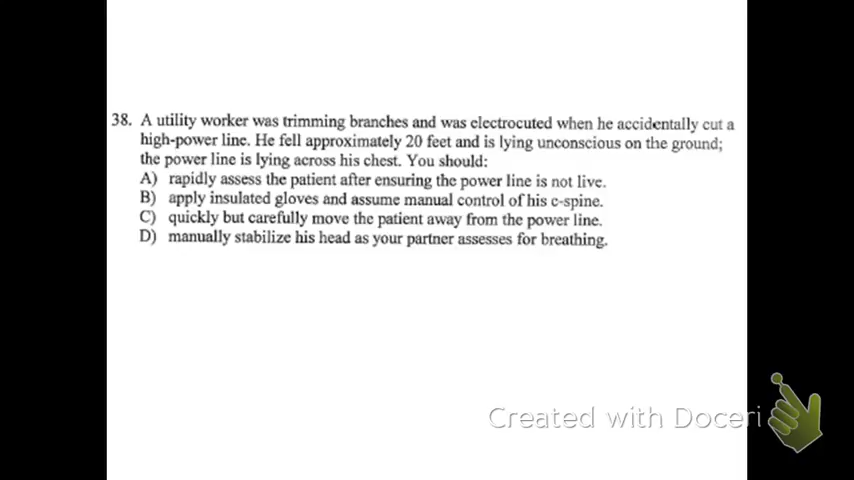 38. A utility worker was trimming branches and was electrocuted when he accidentally cut a
high-power line. He fell approximately 20 feet and is lying unconscious on the ground;
the power line is lying across his chest. You should:
A) rapidly assess the patient after ensuring the power line is not live.
B) apply insulated gloves and assume manual control of his c-spine.
C) quickly but carefully move the patient away from the power line.
D) manually stabilize his head as your partner assesses for breathing.
Created with Doceri